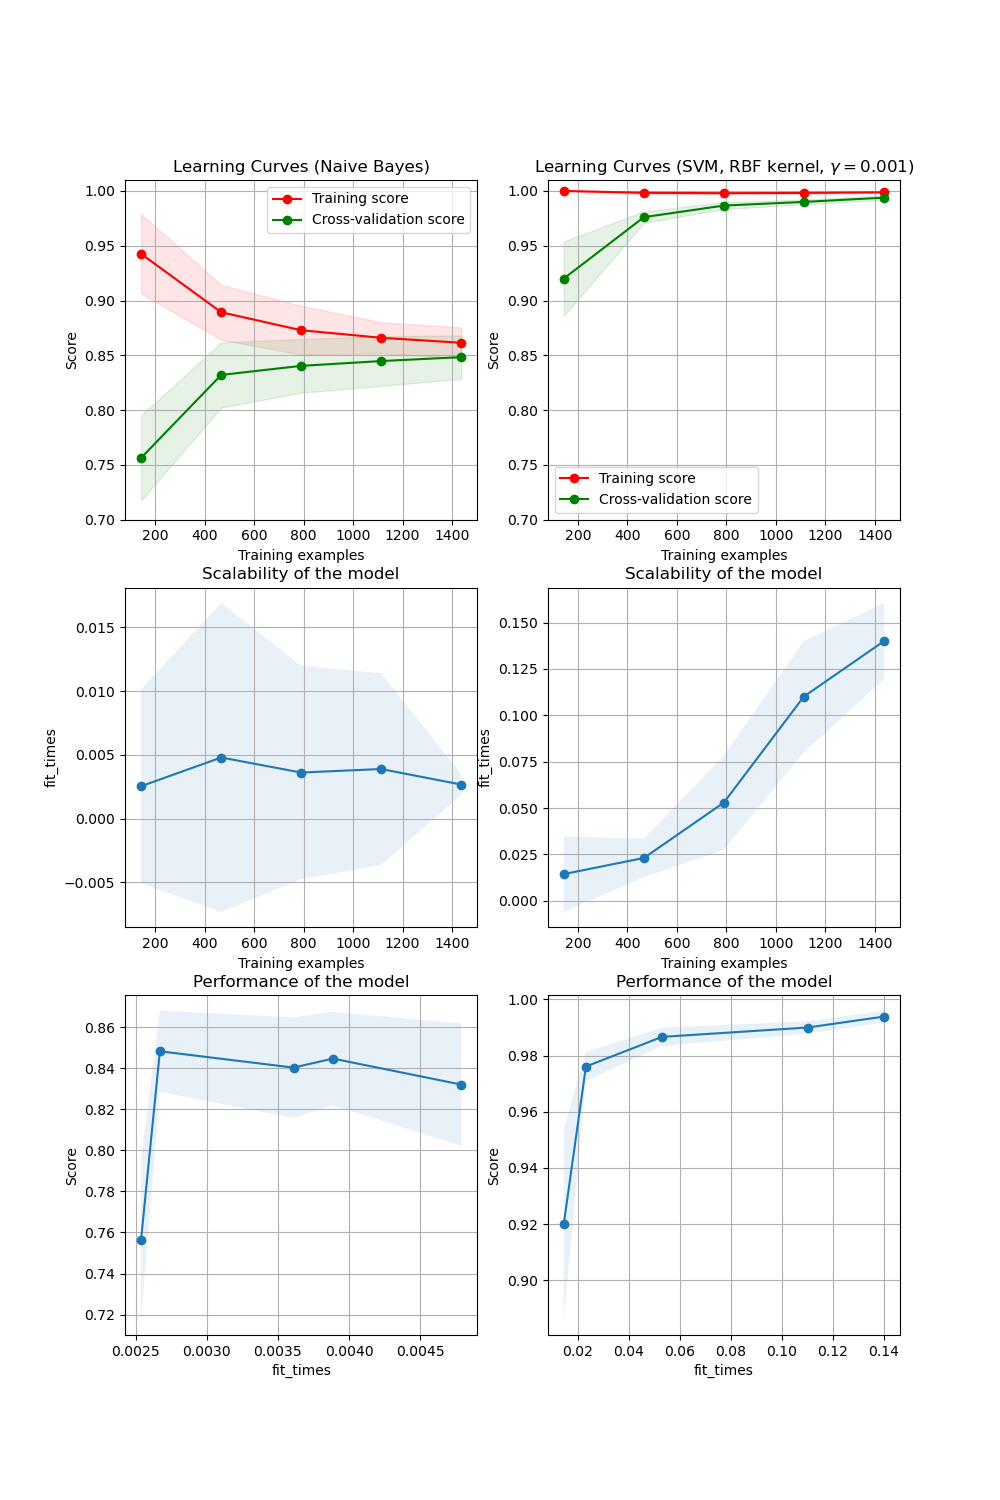 Learning Curves (Naive Bayes)
1.00
0.95
0.90
0.85
0.80
0.75
0.70
Score
Training score
Cross-validation score
200 400 600 800 1000 1200 1400
Training examples
Learning Curves (SVM, RBF kernel, γ = 0.001)
1.00
0.95
0.90
0.85
0.80
0.75
0.70
Score
Training score
Cross-validation score
200 400 600 800 1000 1200 1400
Training examples
Scalability of the model
0.015
0.010
0.005
0.000
−0.005
fit_times
200 400 600 800 1000 1200 1400
Training examples
Scalability of the model
0.150
0.125
0.100
0.075
0.050
0.025
0.000
fit_times
200 400 600 800 1000 1200 1400
Training examples
Performance of the model
0.86
0.84
0.82
0.80
0.78
0.76
0.74
0.72
Score
0.0025 0.0030 0.0035 0.0040 0.0045
fit_times
Performance of the model
1.00
0.98
0.96
0.94
0.92
0.90
Score
0.02 0.04 0.06 0.08 0.10 0.12 0.14
fit_times